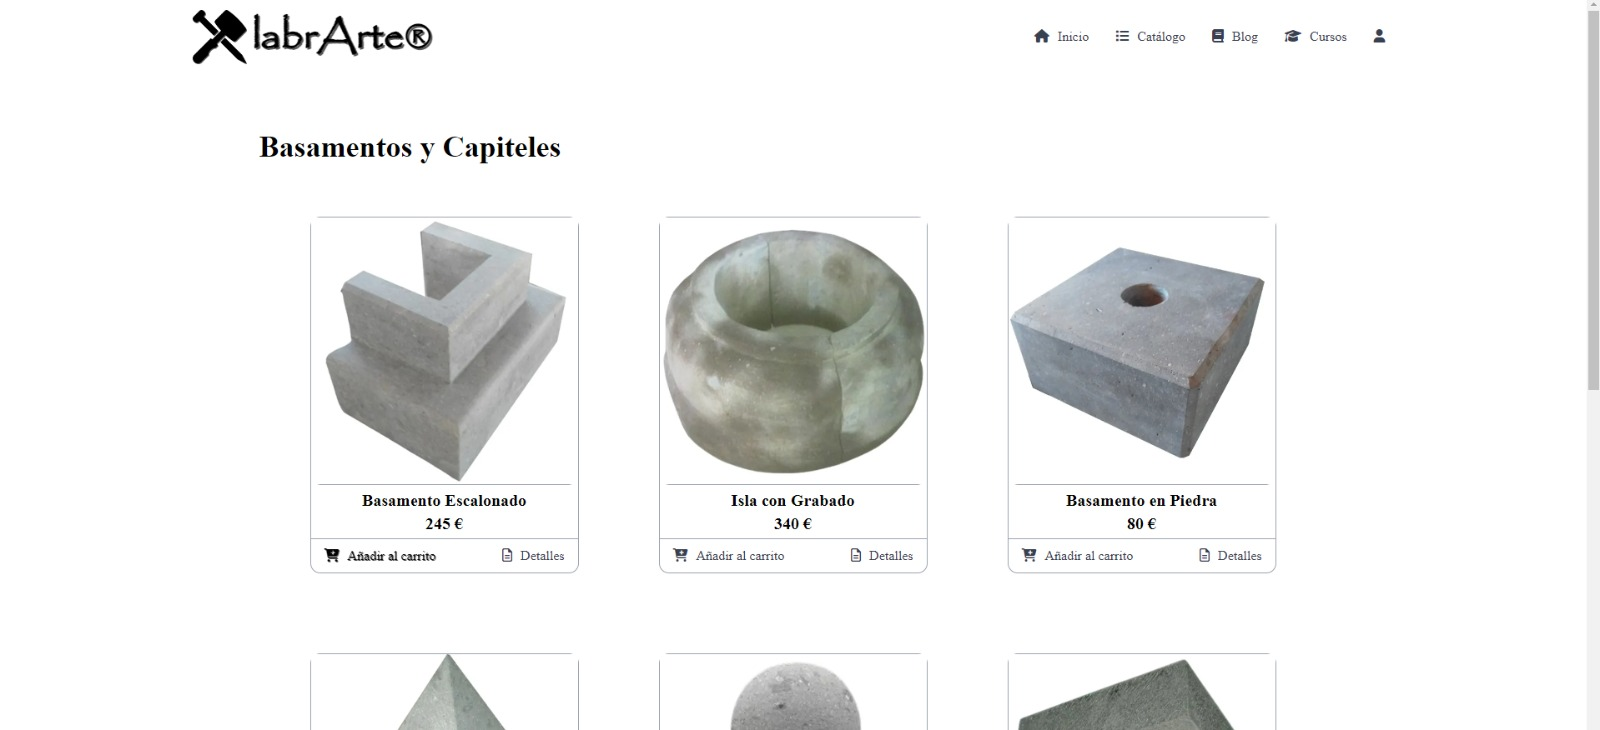 labrArte®
Inicio Catálogo Blog Cursos
Basamentos y Capiteles
Basamento Escalonado
245 €
Añadir al carrito Detalles
Isla con Grabado
340 €
Añadir al carrito Detalles
Basamento en Piedra
80 €
Añadir al carrito Detalles